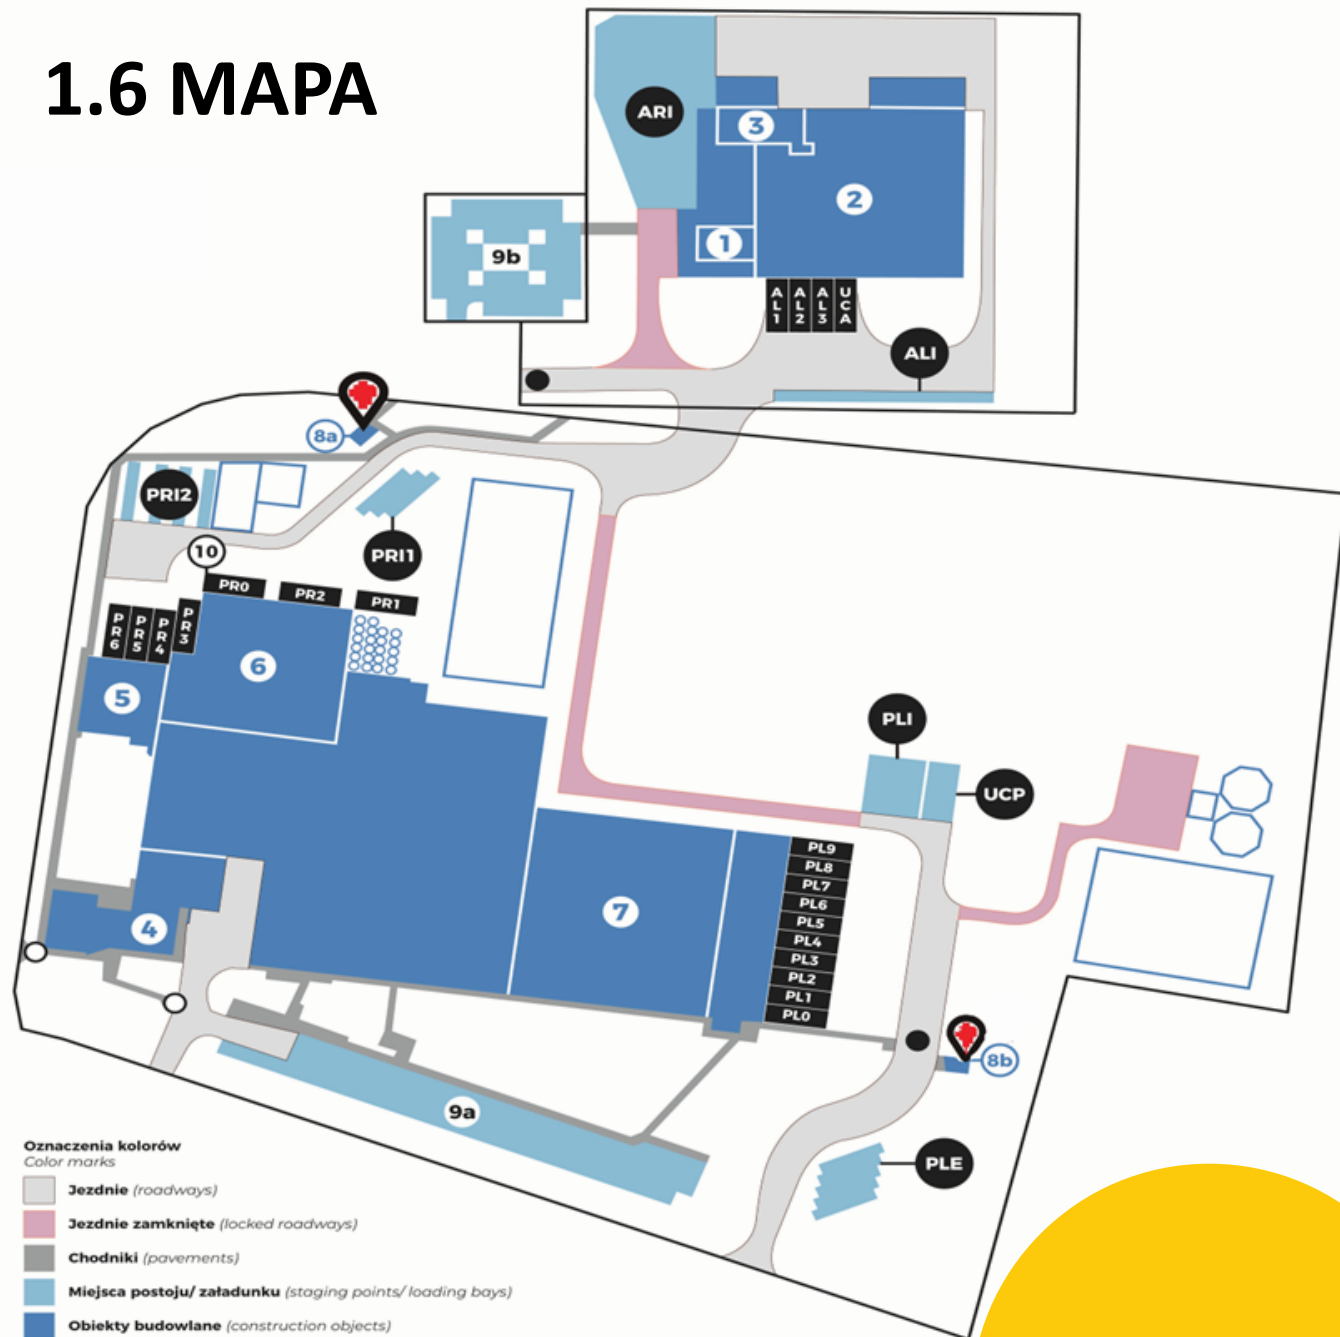 1.6 MAPA
ARI
3
2
1
9b
AL1
AL2
AL3
UCA
ALI
8a
PRI2
PRI1
10
PR0
PR2
PR1
PR6
PR5
PR4
PR3
6
5
PLI
UCP
PL9
PL8
PL7
PL6
PL5
PL4
PL3
PL2
PL1
PL0
7
4
8b
9a
PLE
Oznaczenia kolorów
Color marks
Jezdnie (roadways)
Jezdnie zamknięte (locked roadways)
Chodniki (pavements)
Miejsca postoju/ załadunku (staging points/ loading bays)
Obiekty budowlane (construction objects)